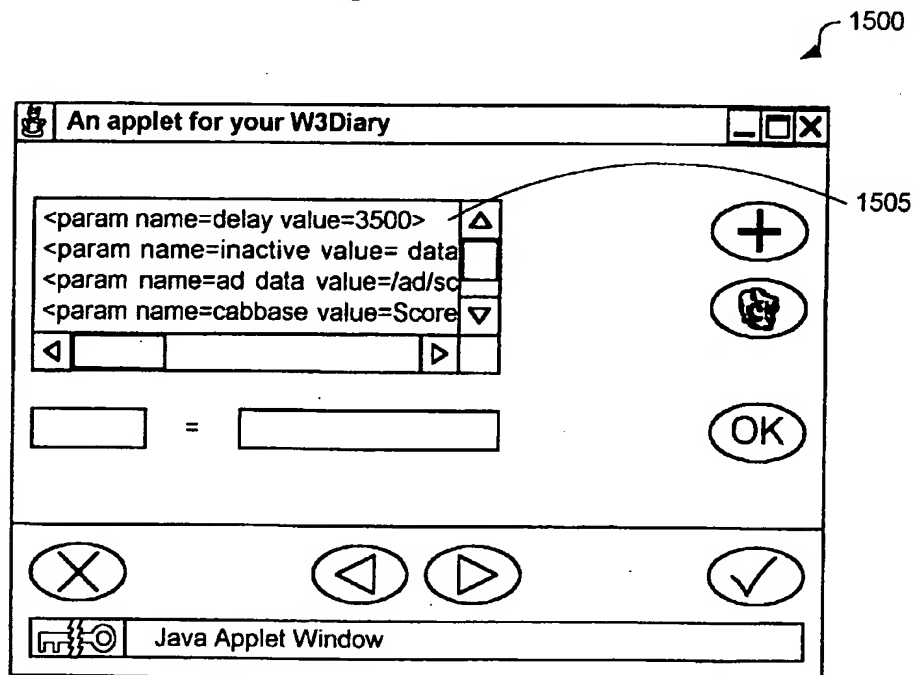 1500
An applet for your W3Diary
<param name=delay value=3500>
1505
<param name=inactive value= data
<param name=ad data value=/ad/sc
<param name=cabbase value=Score
=
OK
Java Applet Window